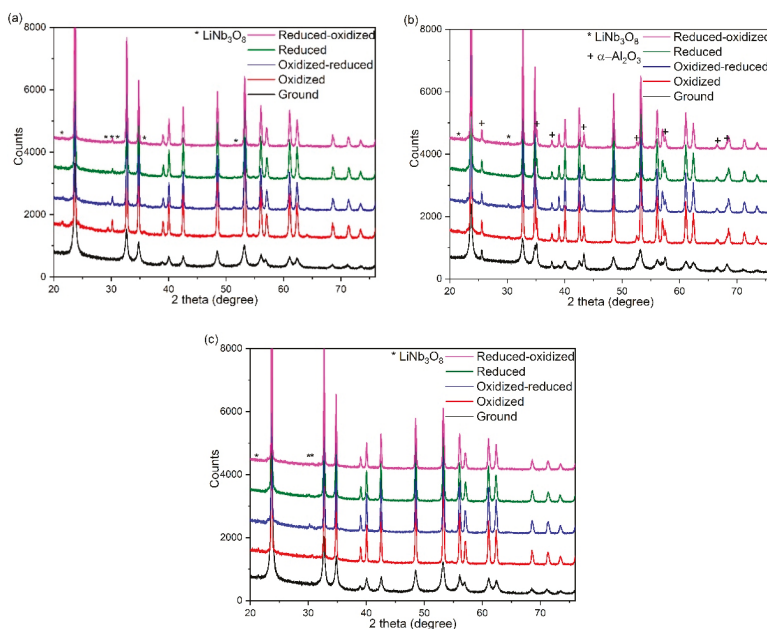 (a)
* LiNb3O8
Reduced-oxidized
Reduced
Oxidized-reduced
Oxidized
Ground
Counts
8000
6000
4000
2000
0
* * ** * *
20 30 40 50 60 70
2 theta (degree)
(b)
* LiNb3O8
+ α–Al2O3
Reduced-oxidized
Reduced
Oxidized-reduced
Oxidized
Ground
Counts
8000
6000
4000
2000
0
* + * + + + + + + +
20 30 40 50 60 70
2 theta (degree)
(c)
* LiNb3O8
Reduced-oxidized
Reduced
Oxidized-reduced
Oxidized
Ground
Counts
8000
6000
4000
2000
0
* **
20 30 40 50 60 70
2 theta (degree)